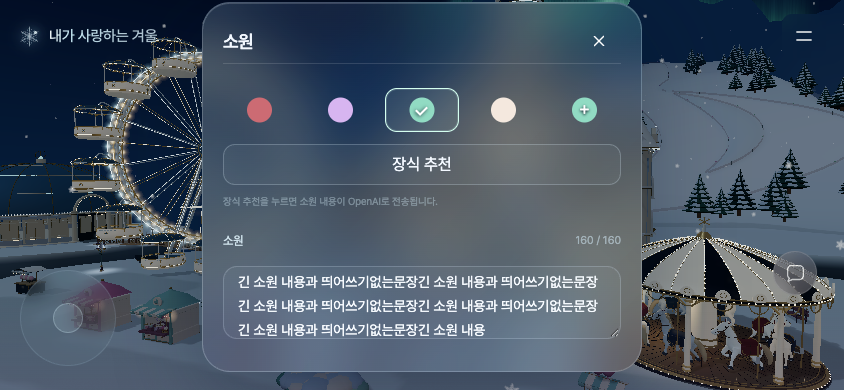 내가 사랑하는 겨울
소원
장식 추천
장식 추천을 누르면 소원 내용이 OpenAI로 전송됩니다.
소원
160 / 160
긴 소원 내용과 띄어쓰기없는문장긴 소원 내용과 띄어쓰기없는문장
긴 소원 내용과 띄어쓰기없는문장긴 소원 내용과 띄어쓰기없는문장
긴 소원 내용과 띄어쓰기없는문장긴 소원 내용